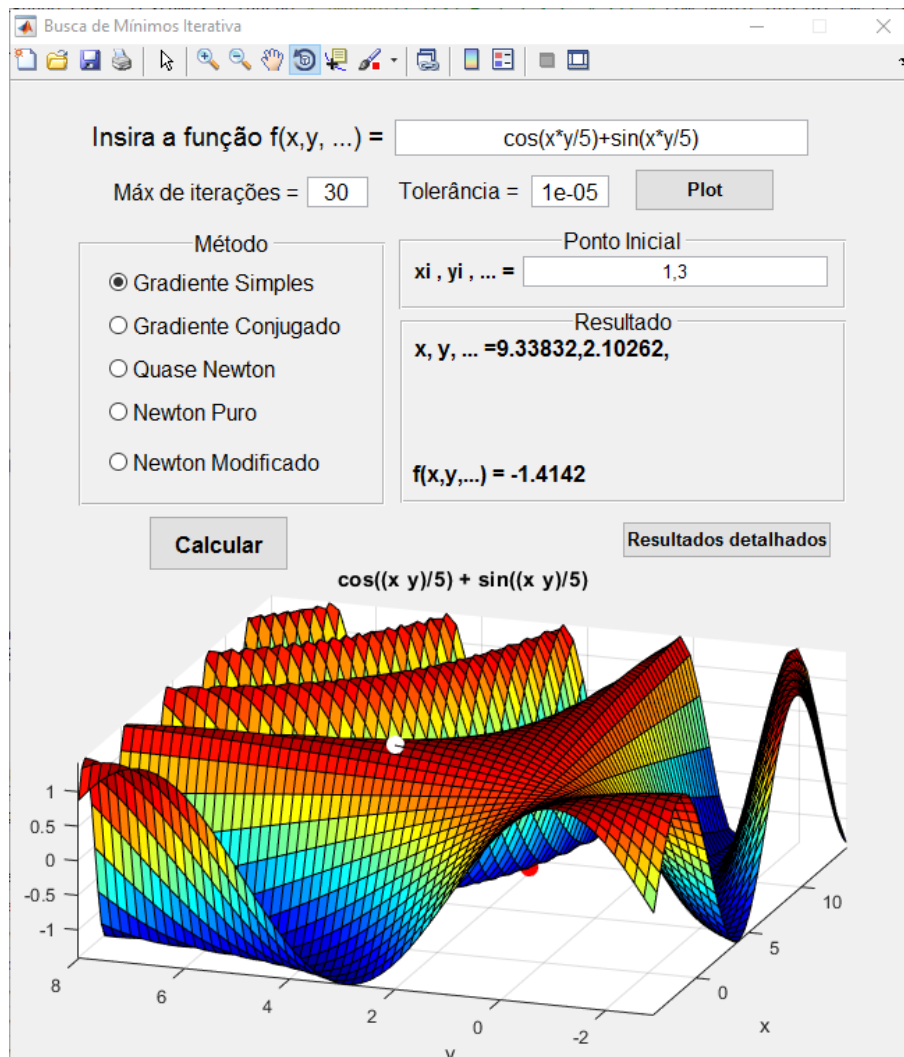 Busca de Mínimos Iterativa
Insira a função f(x,y, ...) = cos(x*y/5)+sin(x*y/5)
Máx de iterações = 30 Tolerância = 1e-05 Plot
Método
Gradiente Simples
Gradiente Conjugado
Quase Newton
Newton Puro
Newton Modificado
Ponto Inicial
xi , yi , ... = 1,3
Resultado
x, y, ... =9.33832,2.10262,
f(x,y,...) = -1.4142
Calcular
Resultados detalhados
cos((x y)/5) + sin((x y)/5)
1
0.5
0
-0.5
-1
8
6
4
2
0
-2
y
0
5
10
x